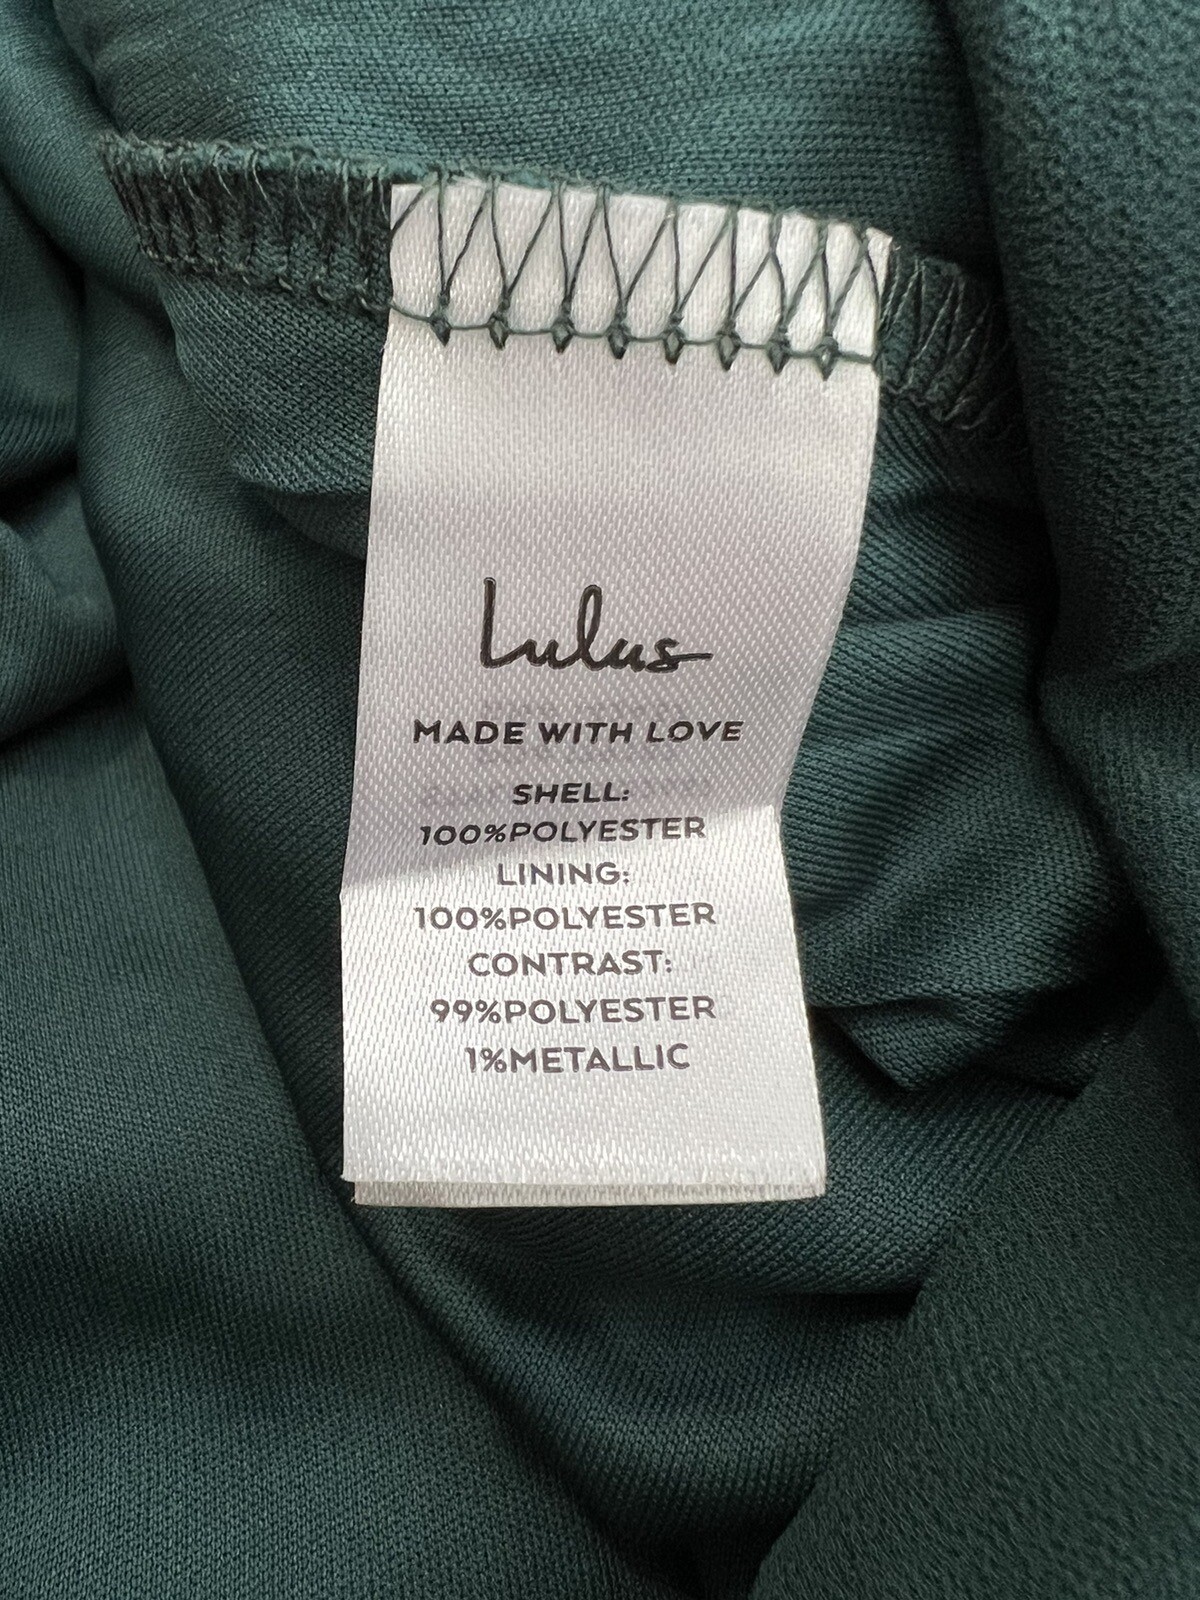 Lulus
MADE WITH LOVE
SHELL:
100%POLYESTER
LINING:
100%POLYESTER
CONTRAST:
99%POLYESTER
1%METALLIC